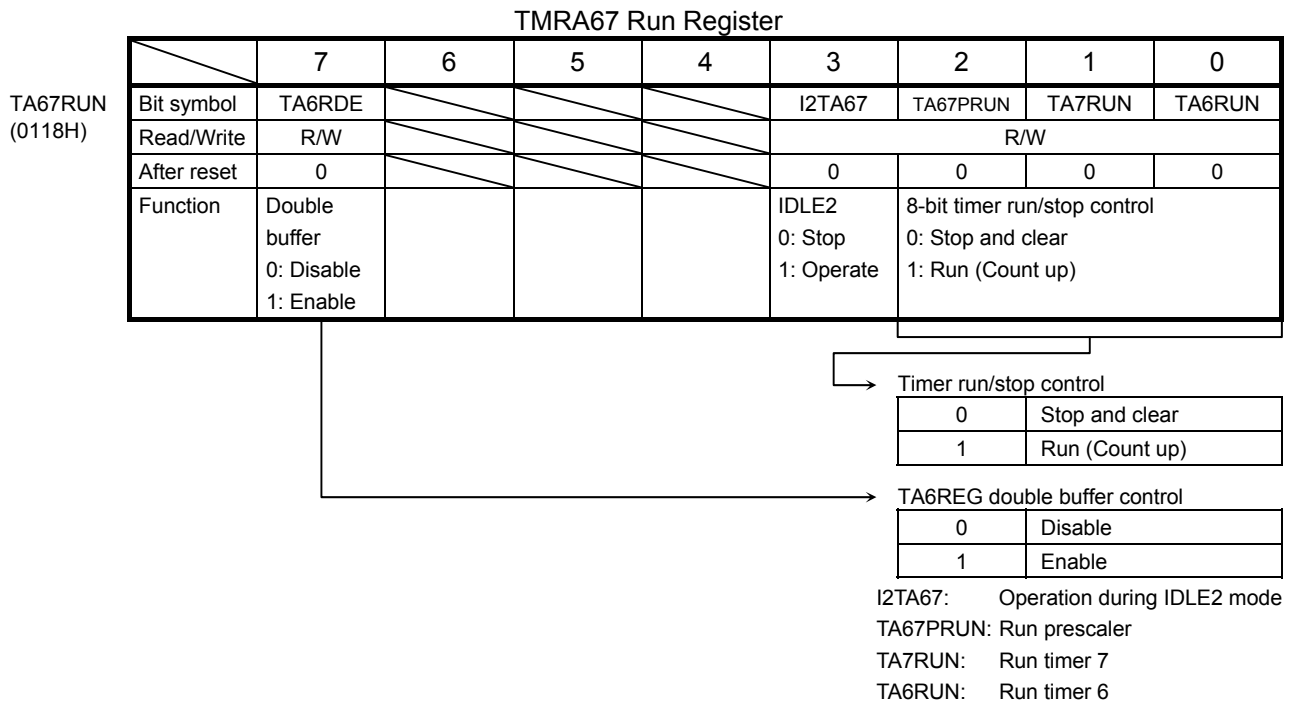 TMRA67 Run Register
7 6 5 4 3 2 1 0
TA67RUN
(0118H)
Bit symbol TA6RDE I2TA67 TA67PRUN TA7RUN TA6RUN
Read/Write R/W R/W
After reset 0 0 0 0 0
Function Double buffer 0: Disable 1: Enable
IDLE2 0: Stop 1: Operate
8-bit timer run/stop control
0: Stop and clear
1: Run (Count up)
Timer run/stop control
0 Stop and clear
1 Run (Count up)
TA6REG double buffer control
0 Disable
1 Enable
I2TA67: Operation during IDLE2 mode
TA67PRUN: Run prescaler
TA7RUN: Run timer 7
TA6RUN: Run timer 6